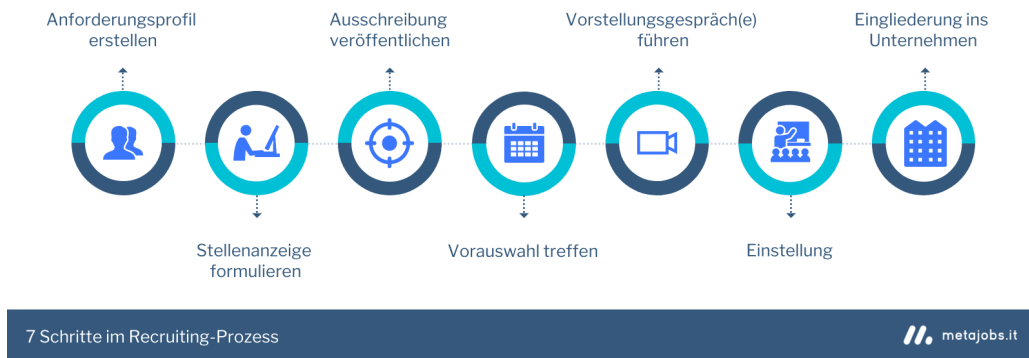 Anforderungsprofil
erstellen
Stellenanzeige
formulieren
Ausschreibung
veröffentlichen
Vorauswahl treffen
Vorstellungsgespräch(e)
führen
Einstellung
Eingliederung ins
Unternehmen
7 Schritte im Recruiting-Prozess
metajobs.it